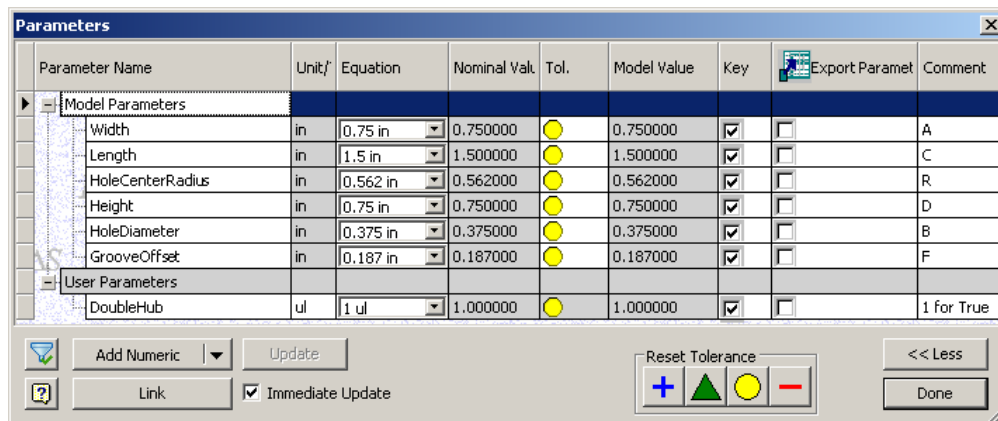 Parameters
Parameter Name Unit/ Equation Nominal Valu Tol. Model Value Key Export Paramet Comment
Model Parameters
Width in 0.75 in 0.750000 0.750000 A
Length in 1.5 in 1.500000 1.500000 C
HoleCenterRadius in 0.562 in 0.562000 0.562000 R
Height in 0.75 in 0.750000 0.750000 D
HoleDiameter in 0.375 in 0.375000 0.375000 B
GrooveOffset in 0.187 in 0.187000 0.187000 F
User Parameters
DoubleHub ul 1 ul 1.000000 1.000000 1 for True
Add Numeric Update Reset Tolerance << Less
Link Immediate Update Done